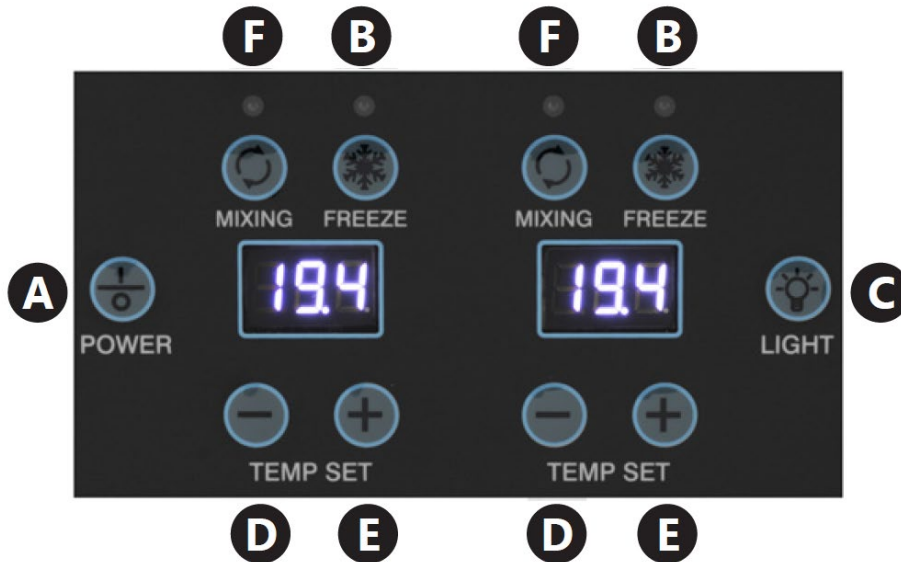 F B F B
MIXING FREEZE MIXING FREEZE
19.4 19.4
A C
POWER LIGHT
TEMP SET TEMP SET
D E D E